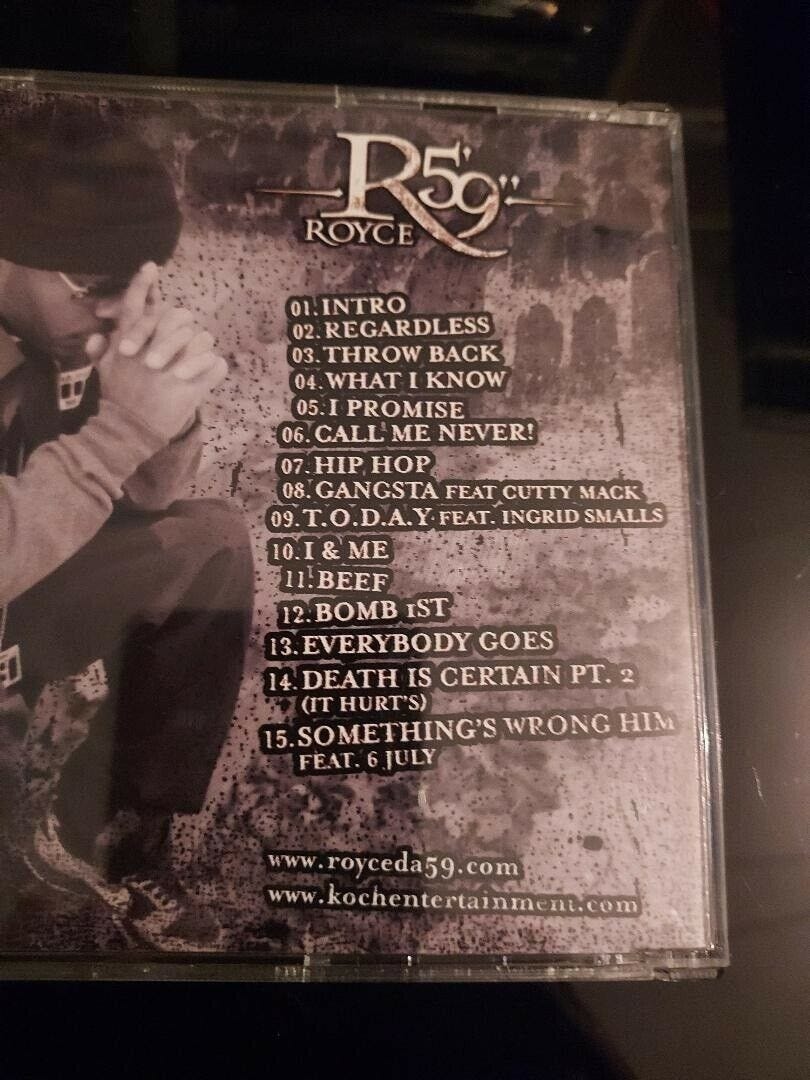 R5'9"
ROYCE
01.INTRO
02.REGARDLESS
03.THROW BACK
04.WHAT I KNOW
05.I PROMISE
06.CALL ME NEVER!
07.HIP HOP
08.GANGSTA FEAT CUTTY MACK
09.T.O.D.A.Y. FEAT. INGRID SMALLS
10.I & ME
11.BEEF
12.BOMB 1ST
13.EVERYBODY GOES
14.DEATH IS CERTAIN PT. 2
(IT HURT'S)
15.SOMETHING'S WRONG HIM
FEAT. 6 JULY
www.royceda59.com
www.kochentertainment.com